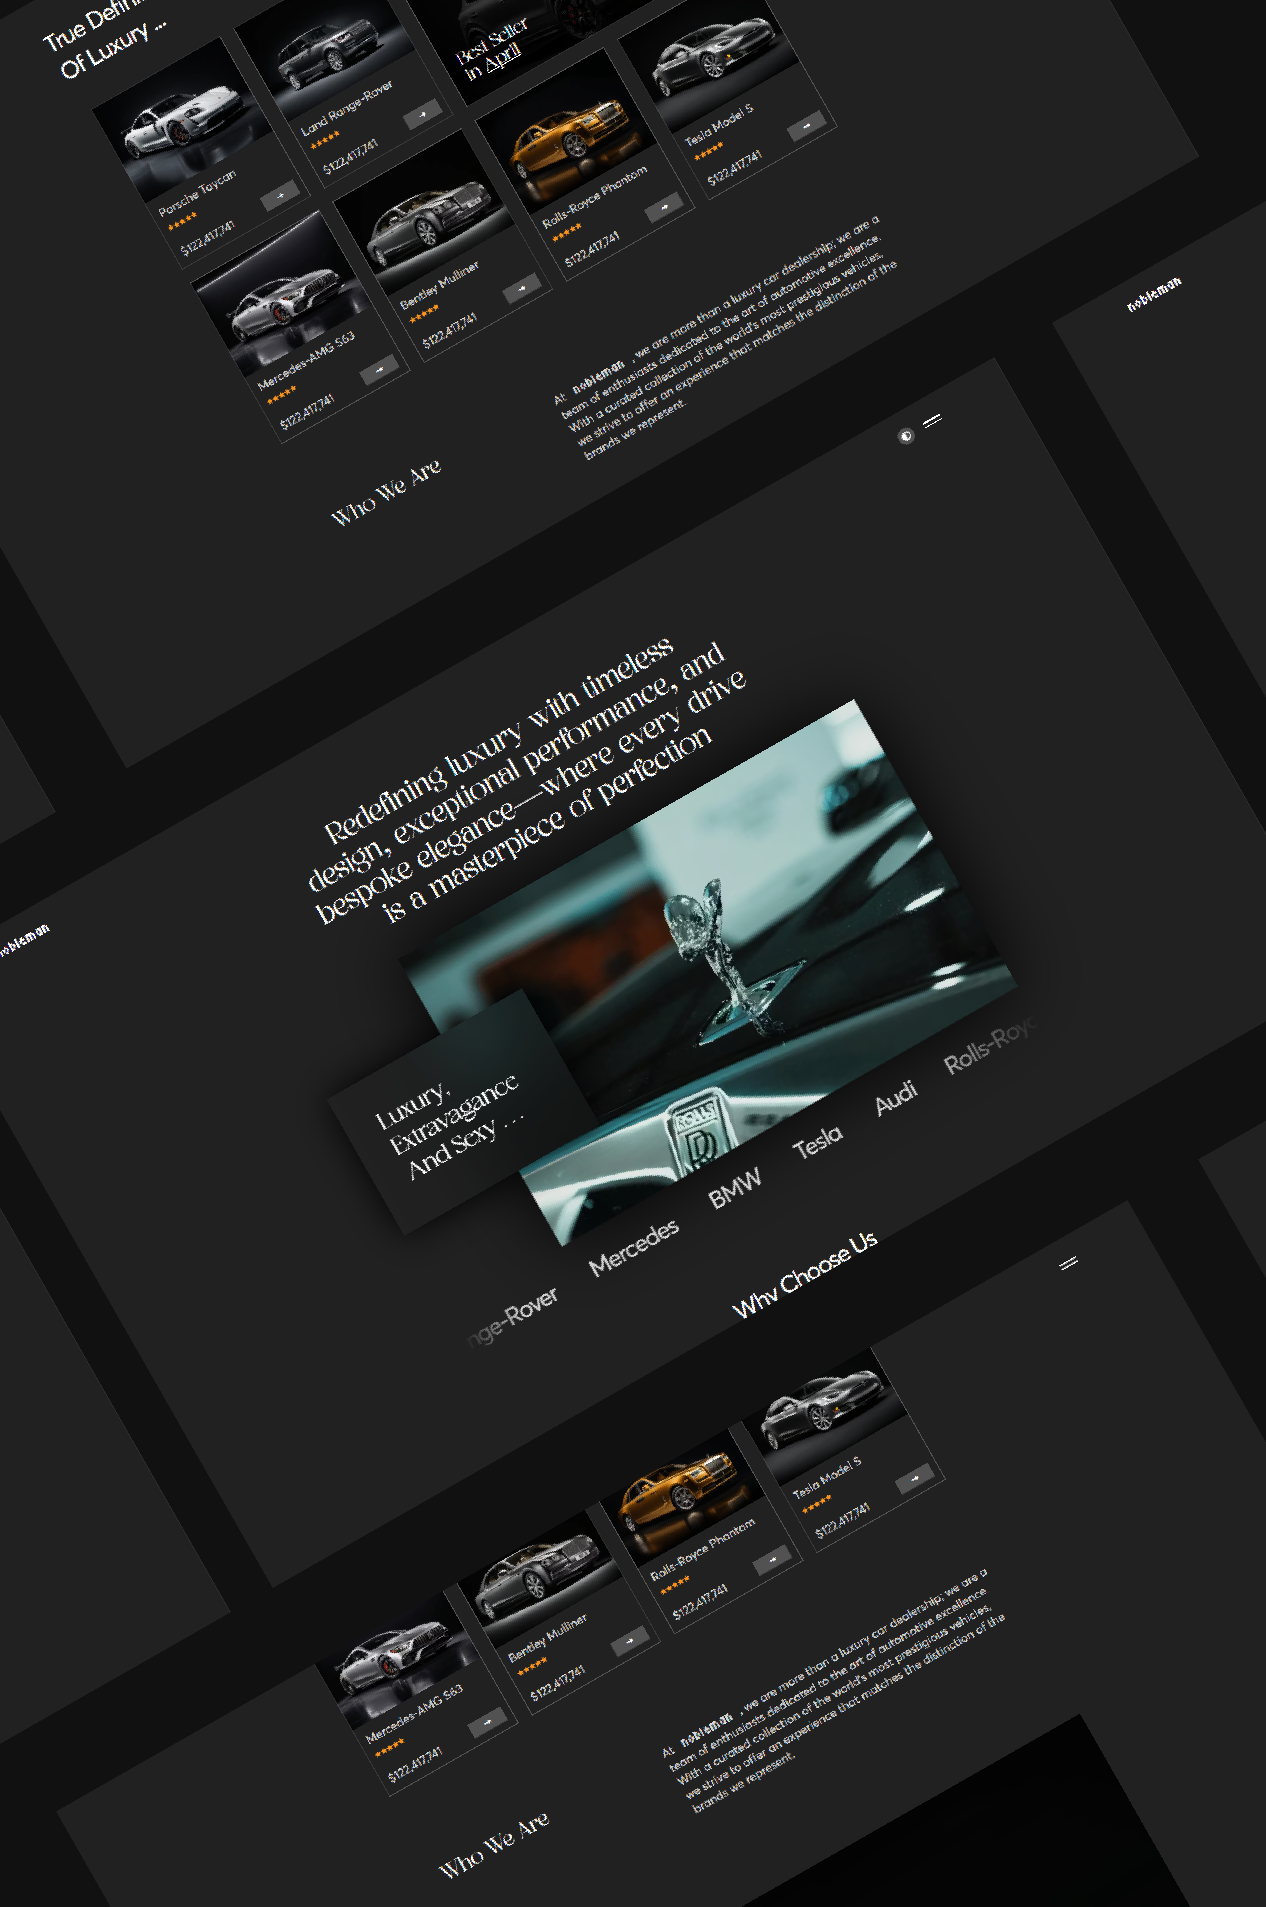 True Defini
Of Luxury ...
Best Seller
in April
Land Range-Rover
$122,417,741
Tesla Model S
$122,417,741
Porsche Taycan
$122,417,741
Rolls-Royce Phantom
$122,417,741
Bentley Mulliner
$122,417,741
Mercedes-AMG S63
$122,417,741
At nobleman , we are more than a luxury car dealership; we are a
team of enthusiasts dedicated to the art of automotive excellence.
With a curated collection of the world's most prestigious vehicles,
we strive to offer an experience that matches the distinction of the
brands we represent.
Who We Are
nobleman
nobleman
Redefining luxury with timeless
design, exceptional performance, and
bespoke elegance—where every drive
is a masterpiece of perfection
Luxury,
Extravagance
And Sexy ...
ROLLS
RR
nge-Rover
Mercedes
BMW
Tesla
Audi
Rolls-Royc
Why Choose Us
Tesla Model S
$122,417,741
Rolls-Royce Phantom
$122,417,741
Bentley Mulliner
$122,417,741
Mercedes-AMG S63
$122,417,741
At nobleman , we are more than a luxury car dealership; we are a
team of enthusiasts dedicated to the art of automotive excellence
With a curated collection of the world's most prestigious vehicles,
we strive to offer an experience that matches the distinction of the
brands we represent.
Who We Are